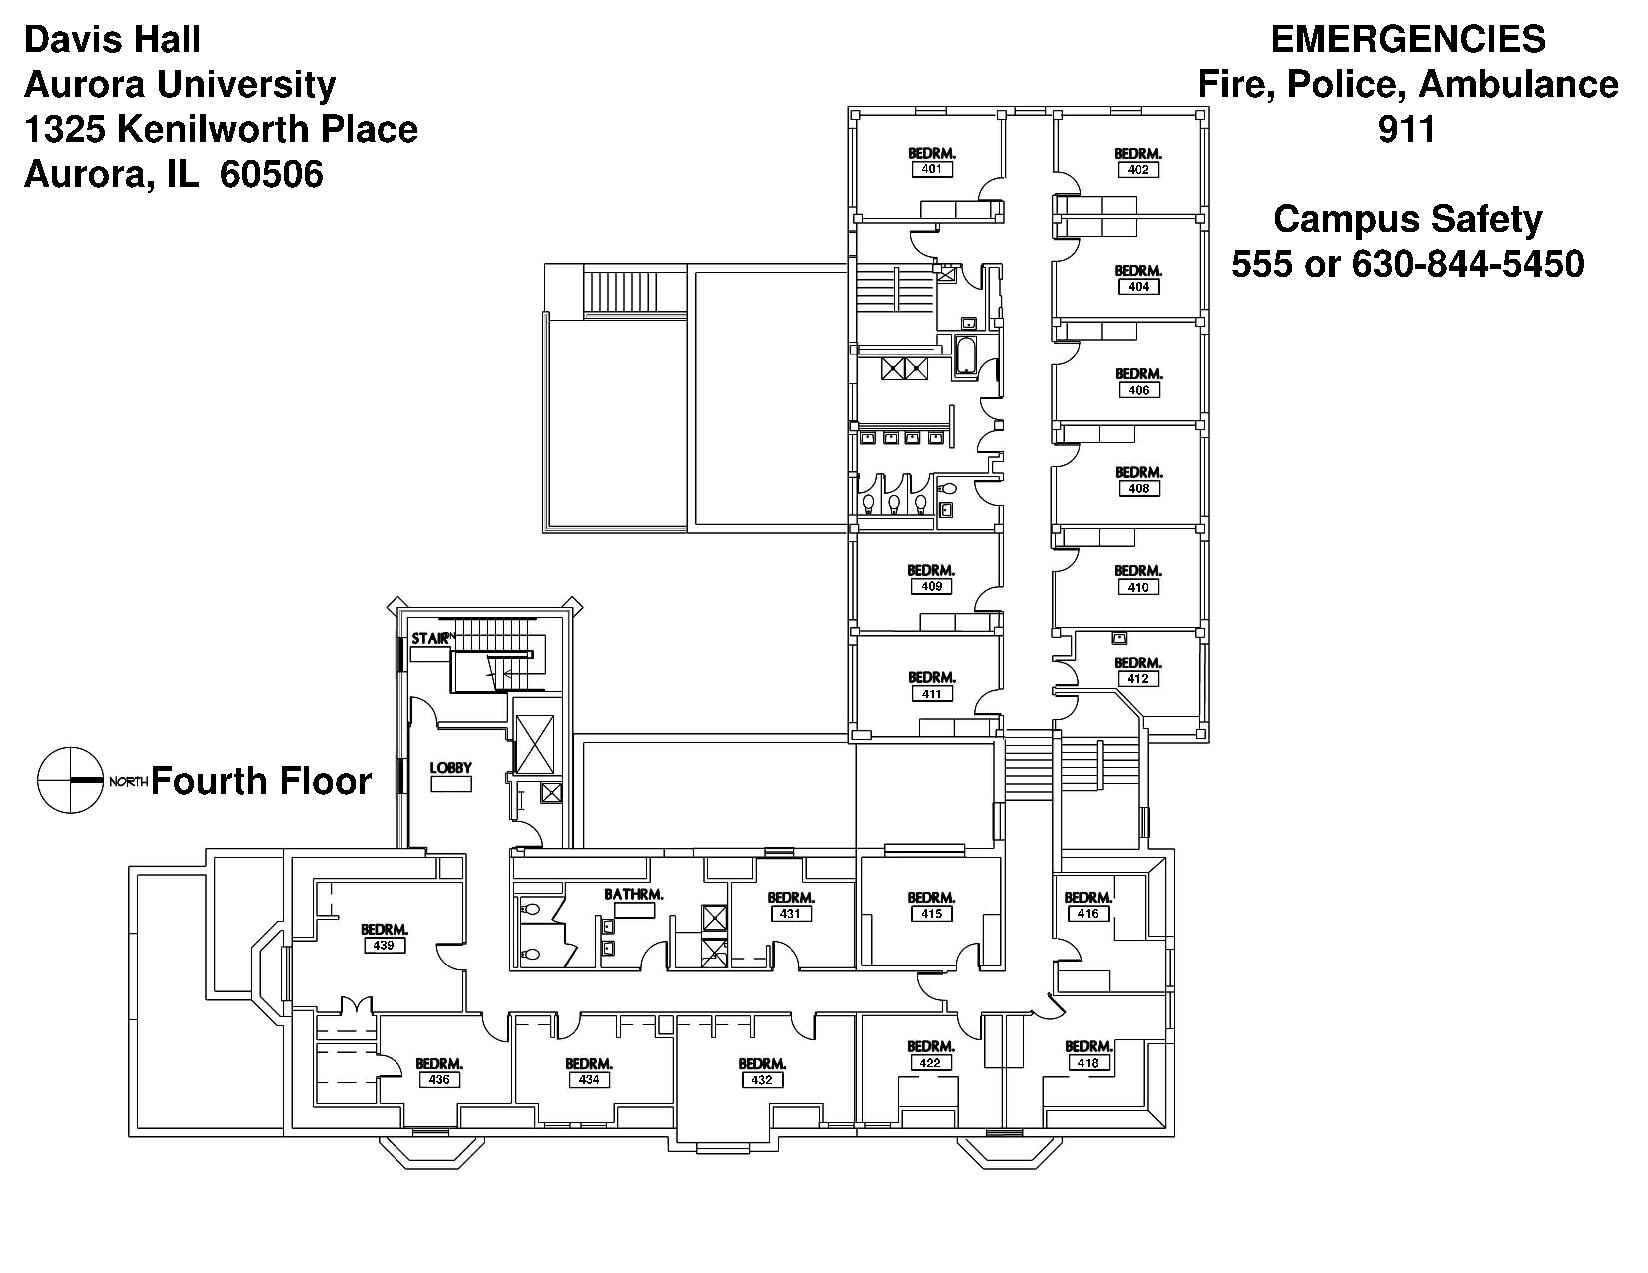 Davis Hall
Aurora University
1325 Kenilworth Place
Aurora, IL 60506
EMERGENCIES
Fire, Police, Ambulance
911
Campus Safety
555 or 630-844-5450
BEDRM.
401
BEDRM.
402
BEDRM.
404
BEDRM.
406
BEDRM.
408
BEDRM.
409
BEDRM.
410
BEDRM.
411
BEDRM.
412
STAIR
LOBBY
NORTH
Fourth Floor
BATHRM.
BEDRM.
431
BEDRM.
415
BEDRM.
416
BEDRM.
439
BEDRM.
436
BEDRM.
434
BEDRM.
432
BEDRM.
422
BEDRM.
418